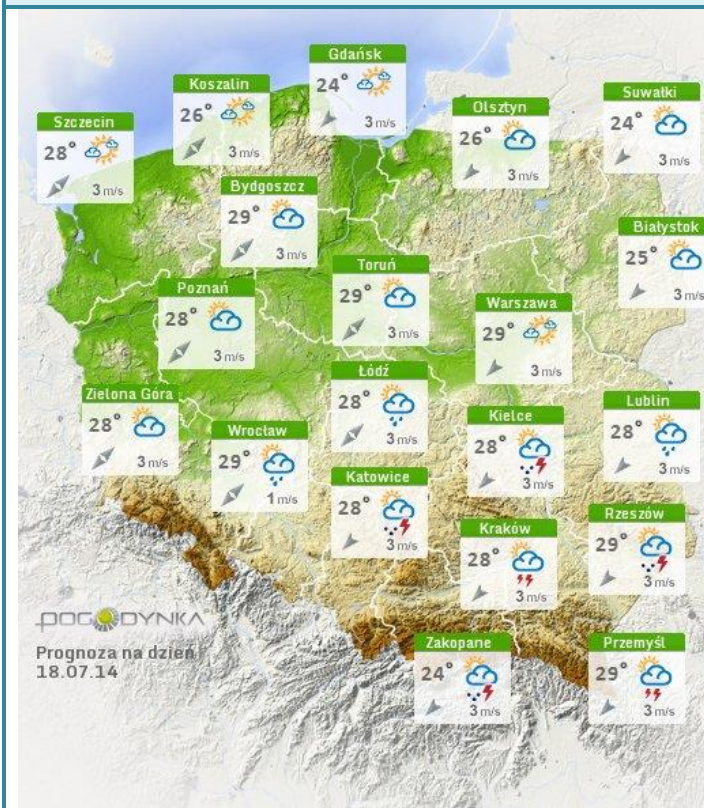 Gdańsk
24°
3 m/s
Koszalin
26°
3 m/s
Suwałki
24°
3 m/s
Olsztyn
26°
3 m/s
Szczecin
28°
3 m/s
Bydgoszcz
29°
3 m/s
Białystok
25°
3 m/s
Toruń
29°
3 m/s
Poznań
28°
3 m/s
Warszawa
29°
3 m/s
Łódź
28°
3 m/s
Zielona Góra
28°
3 m/s
Lublin
28°
3 m/s
Kielce
28°
3 m/s
Wrocław
29°
1 m/s
Katowice
28°
3 m/s
Rzeszów
29°
3 m/s
Kraków
28°
3 m/s
POGODYNKA
Prognoza na dzień
18.07.14
Zakopane
24°
3 m/s
Przemyśl
29°
3 m/s